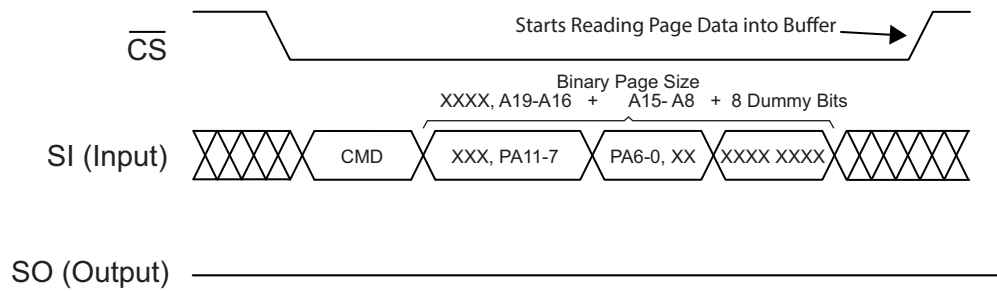 Starts Reading Page Data into Buffer
CS
Binary Page Size
XXXX, A19-A16 + A15- A8 + 8 Dummy Bits
SI (Input) CMD XXX, PA11-7 PA6-0, XX XXXX XXXX
SO (Output)